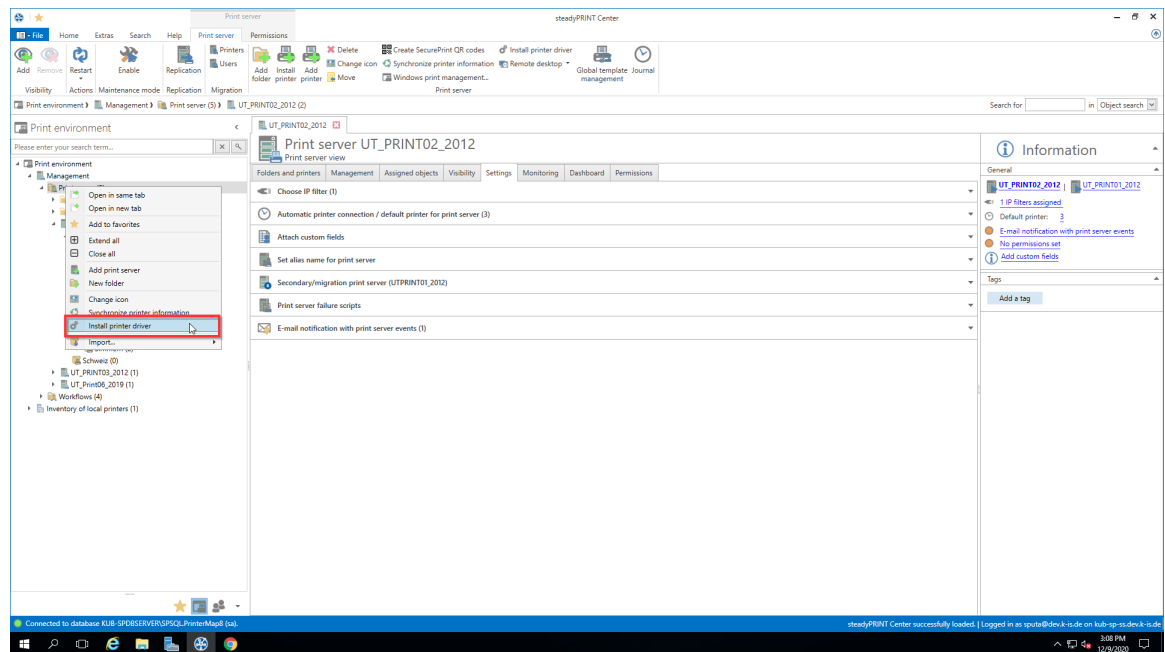 Print server
steadyPRINT Center
File Home Extras Search Help Print server Permissions
Add Remove Restart Enable Replication Printers Users
Add folder Install printer Add printer
Delete Change icon Move
Create SecurePrint QR codes Install printer driver
Synchronize printer information Remote desktop
Windows print management...
Global template management Journal
Visibility Actions Maintenance mode Replication Migration Print server
Print environment Management Print server (5) UT_PRINT02_2012 (2)
Search for in Object search
Print environment
Please enter your search term...
Print environment
Management
Open in same tab
Open in new tab
Add to favorites
Extend all
Close all
Add print server
New folder
Change icon
Synchronize printer information
Install printer driver
Import...
Schweiz (0)
UT_PRINT03_2012 (1)
UT_Print06_2019 (1)
Workflows (4)
Inventory of local printers (1)
UT_PRINT02_2012
Print server UT_PRINT02_2012
Print server view
Folders and printers Management Assigned objects Visibility Settings Monitoring Dashboard Permissions
Choose IP filter (1)
Automatic printer connection / default printer for print server (3)
Attach custom fields
Set alias name for print server
Secondary/migration print server (UTPRINT01_2012)
Print server failure scripts
E-mail notification with print server events (1)
Information
General
UT_PRINT02_2012 | UT_PRINT01_2012
1 IP filters assigned
Default printer: 3
E-mail notification with print server events
No permissions set
Add custom fields
Tags
Add a tag
Connected to database KUB-SPDBSERVER\SPSQL.PrinterMap8 (sa).
steadyPRINT Center successfully loaded. | Logged in as sputa@dev.k-is.de on kub-sp-ss.dev.k-is.de
3:08 PM
12/9/2020